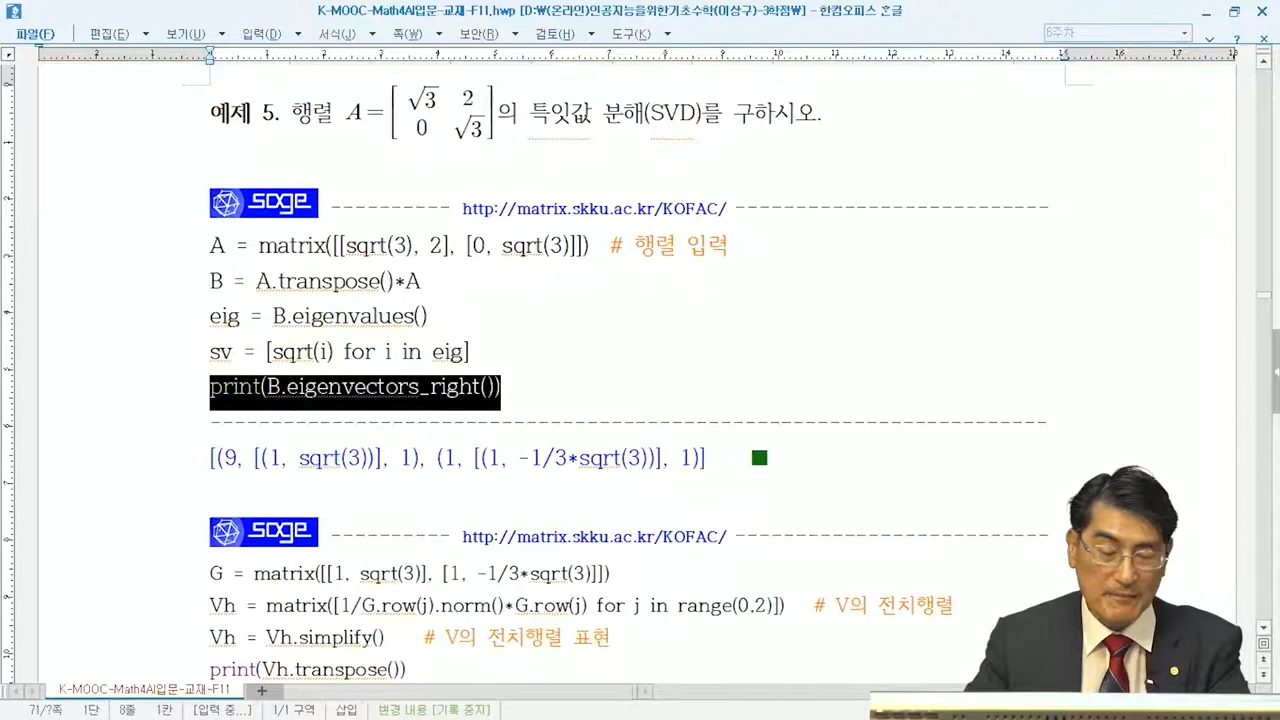 K-MOOC-Math4AI입문-교재-F11.hwp [D:\(온라인)인공지능을위한기초수학(이상구)-3학점\] - 한컴오피스 혼글
파일(F) 편집(E) 보기(U) 입력(D) 서식(J) 쪽(W) 보안(B) 검토(H) 도구(K) 6주차
예제 5. 행렬 A = [√3 2 0 √3]의 특잇값 분해(SVD)를 구하시오.
sage ---------- http://matrix.skku.ac.kr/KOFAC/ ----------
A = matrix([[sqrt(3), 2], [0, sqrt(3)]]) # 행렬 입력
B = A.transpose()*A
eig = B.eigenvalues()
sv = [sqrt(i) for i in eig]
print(B.eigenvectors_right())
[(9, [(1, sqrt(3))], 1), (1, [(1, -1/3*sqrt(3))], 1)] ■
sage ---------- http://matrix.skku.ac.kr/KOFAC/ ----------
G = matrix([[1, sqrt(3)], [1, -1/3*sqrt(3)]])
Vh = matrix([1/G.row(j).norm()*G.row(j) for j in range(0,2)]) # V의 전치행렬
Vh = Vh.simplify() # V의 전치행렬 표현
print(Vh.transpose())
K-MOOC-Math4AI입문-교재-F11
71/?쪽 1단 8줄 1칸 [입력 중...] 1/1 구역 삽입 변경 내용 [기록 중지]